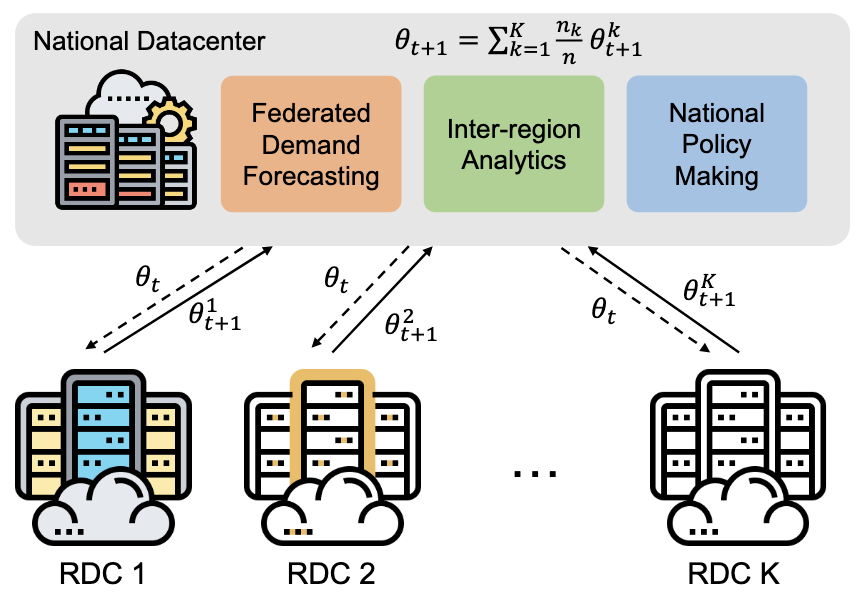 National Datacenter
θ_{t+1} = ∑_{k=1}^{K} \frac{n_k}{n} θ_{t+1}^{k}
Federated
Demand
Forecasting
Inter-region
Analytics
National
Policy
Making
θ_t
θ_{t+1}^{1}
θ_t
θ_{t+1}^{2}
θ_t
θ_{t+1}^{K}
...
RDC 1
RDC 2
RDC K